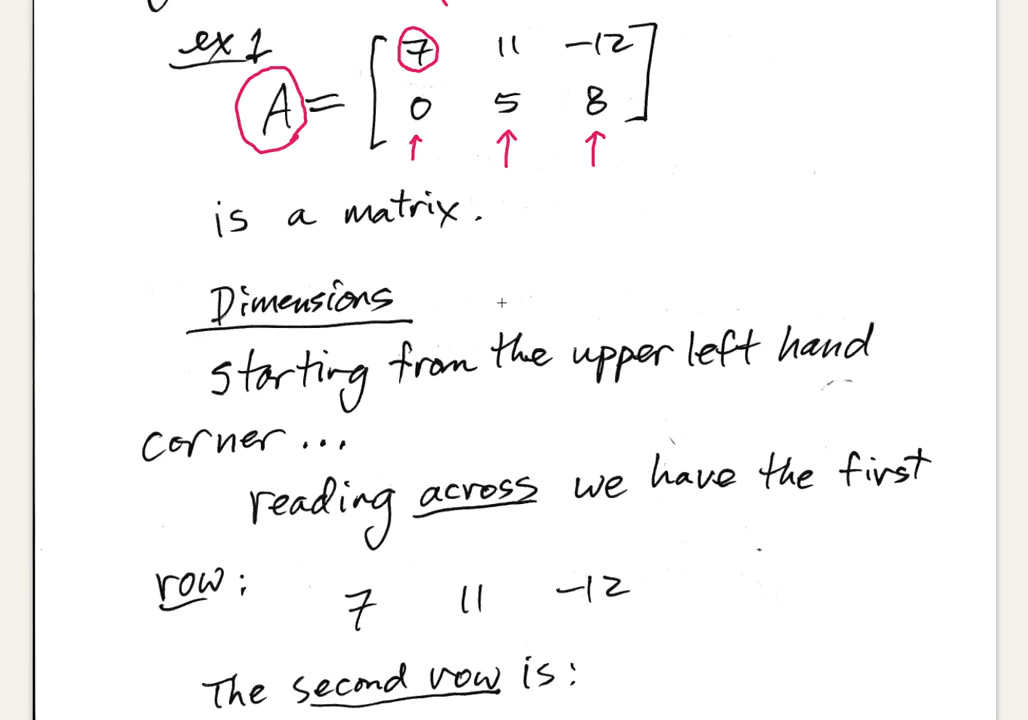 ex 1
A = [ 7 11 -12
0 5 8 ]
↑ ↑ ↑
is a matrix.
Dimensions
starting from the upper left hand
corner...
reading across we have the first
row: 7 11 -12
The second row is: